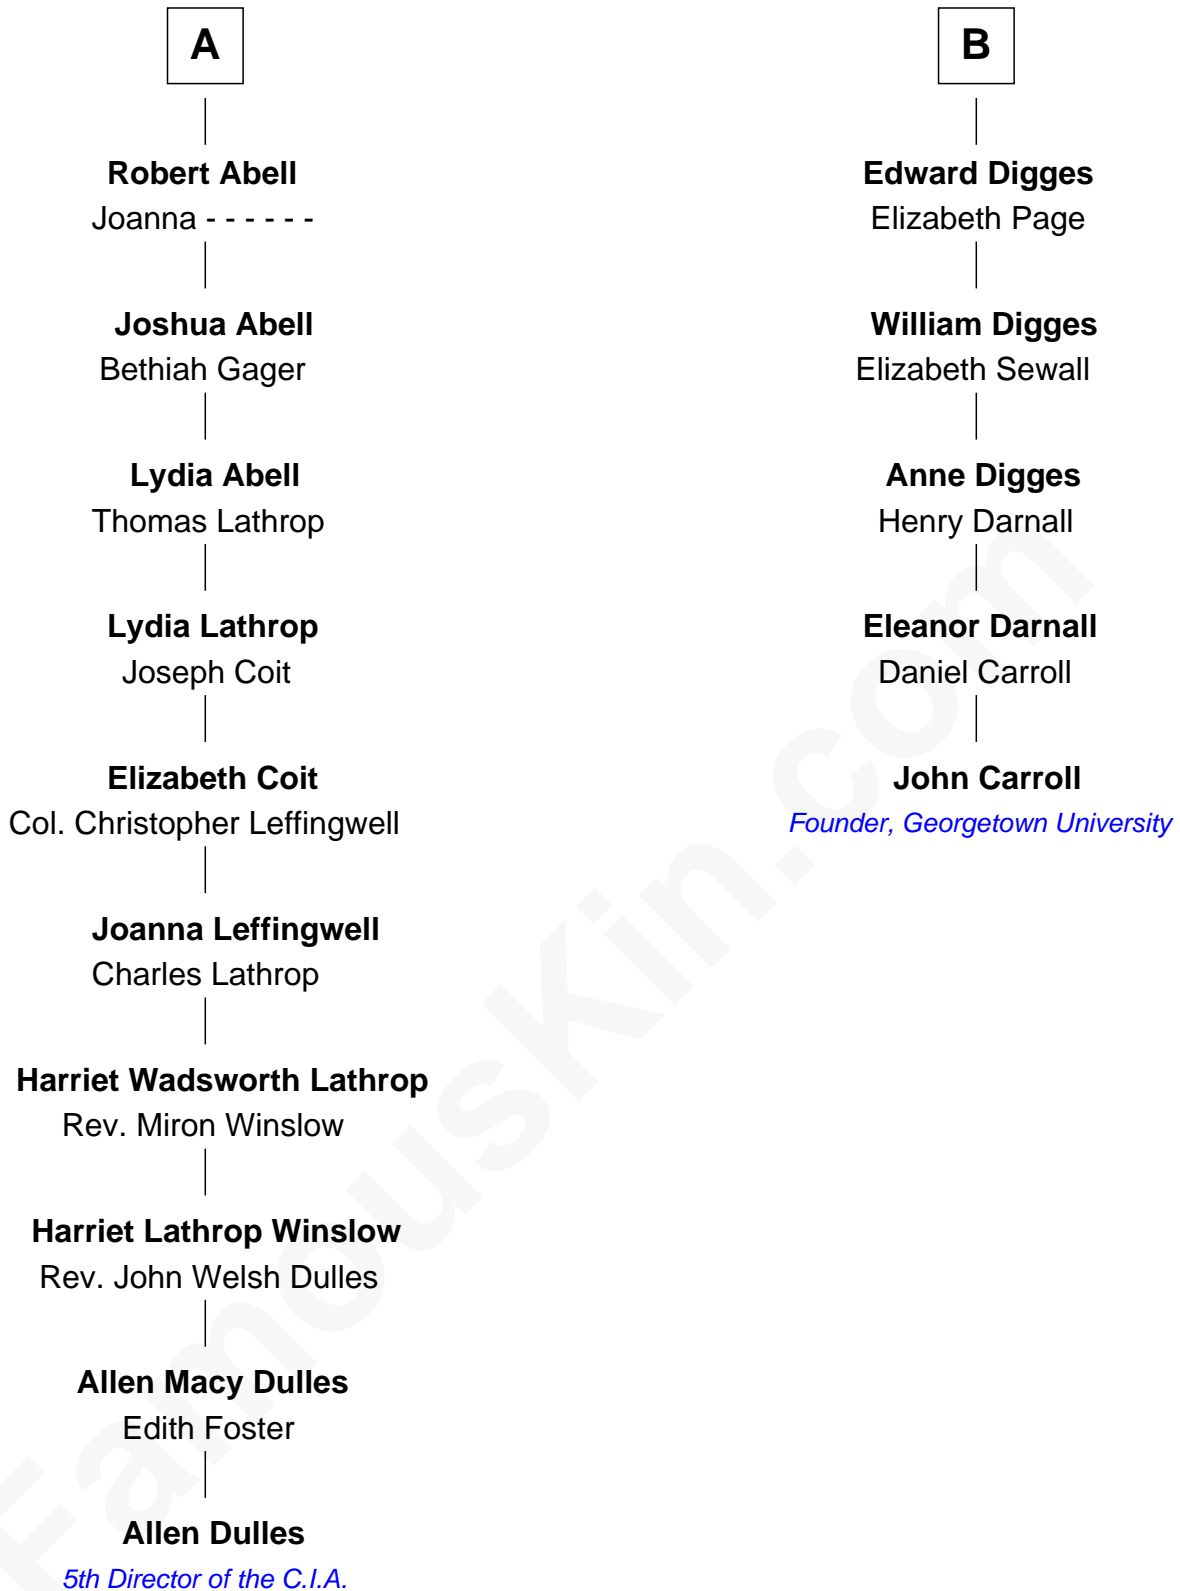 A
Robert Abell
Joanna - - - - - -
Joshua Abell
Bethiah Gager
Lydia Abell
Thomas Lathrop
Lydia Lathrop
Joseph Coit
Elizabeth Coit
Col. Christopher Leffingwell
Joanna Leffingwell
Charles Lathrop
Harriet Wadsworth Lathrop
Rev. Miron Winslow
Harriet Lathrop Winslow
Rev. John Welsh Dulles
Allen Macy Dulles
Edith Foster
Allen Dulles
5th Director of the C.I.A.
B
Edward Digges
Elizabeth Page
William Digges
Elizabeth Sewall
Anne Digges
Henry Darnall
Eleanor Darnall
Daniel Carroll
John Carroll
Founder, Georgetown University
FamousKin.com